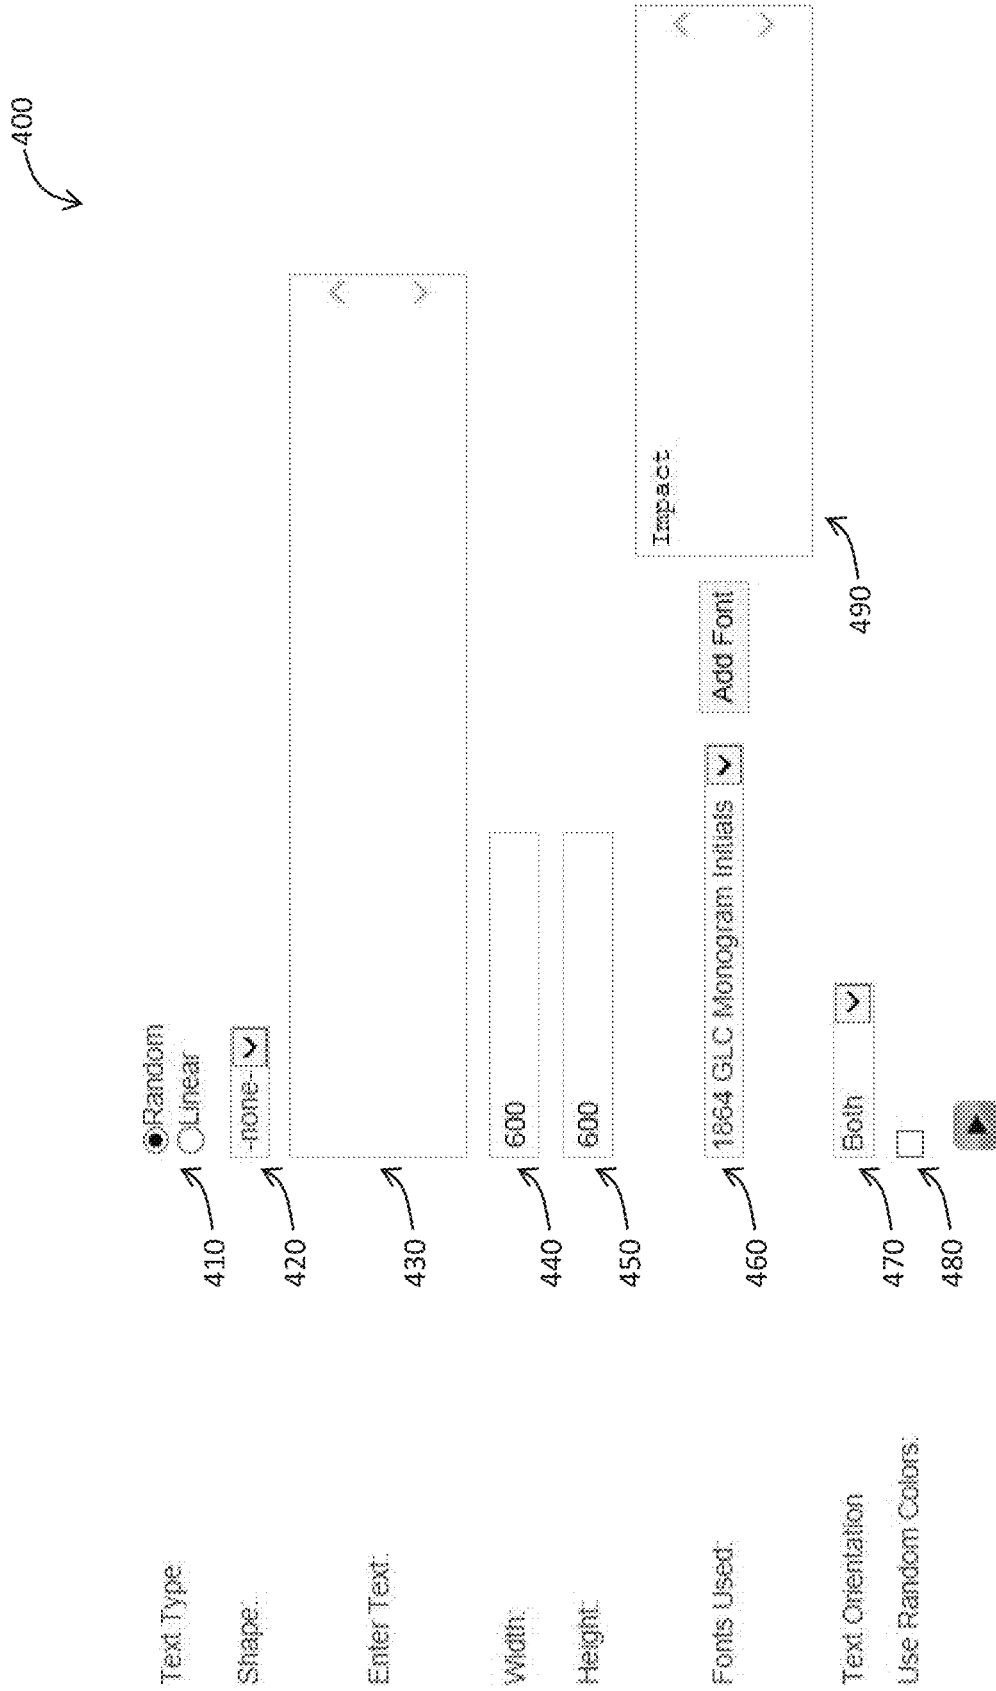 400
Text Type:
Random
Linear
410
Shape:
-none-
420
Enter Text:
430
Width:
600
440
Height:
600
450
Fonts Used:
1864 GLC Monogram Initials
Add Font
Impact
460
490
Text Orientation
Both
470
Use Random Colors:
480